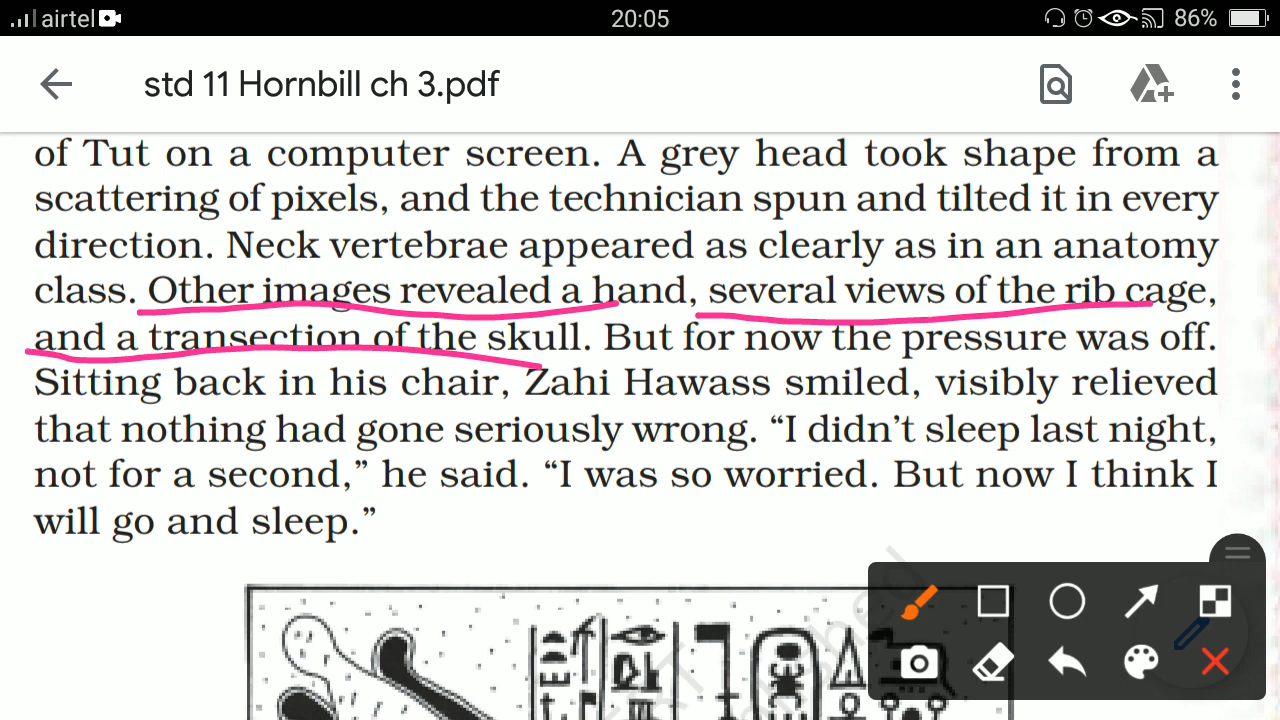 airtel 20:05 86%
std 11 Hornbill ch 3.pdf
of Tut on a computer screen. A grey head took shape from a
scattering of pixels, and the technician spun and tilted it in every
direction. Neck vertebrae appeared as clearly as in an anatomy
class. Other images revealed a hand, several views of the rib cage,
and a transection of the skull. But for now the pressure was off.
Sitting back in his chair, Zahi Hawass smiled, visibly relieved
that nothing had gone seriously wrong. “I didn’t sleep last night,
not for a second,” he said. “I was so worried. But now I think I
will go and sleep.”